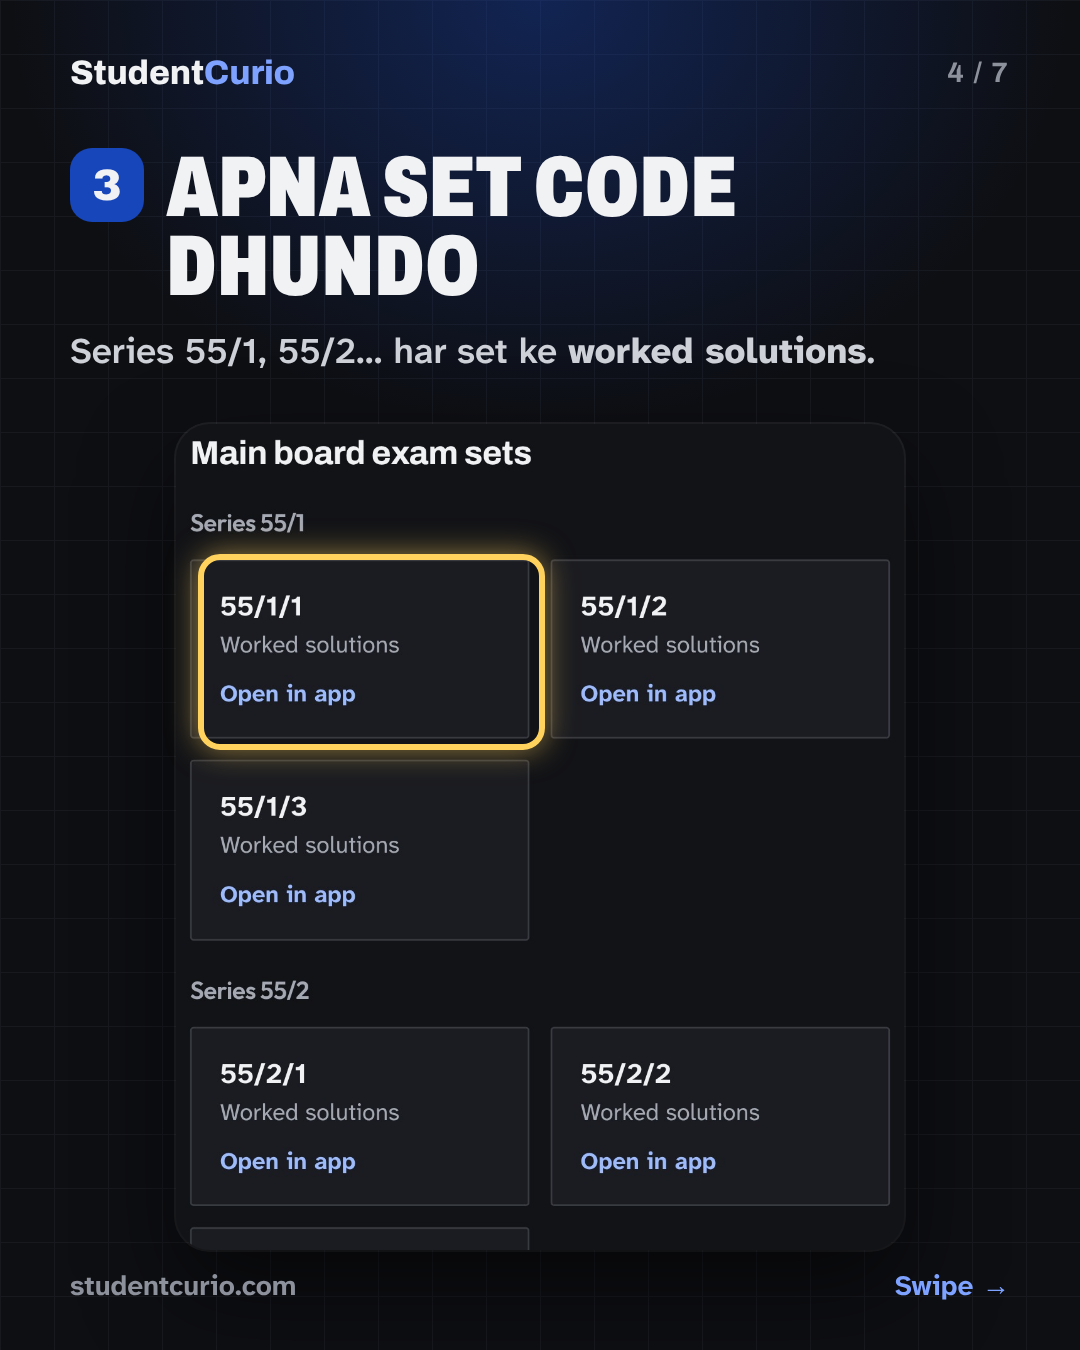 StudentCurio
4 / 7
3
APNA SET CODE
DHUNDO
Series 55/1, 55/2... har set ke worked solutions.
Main board exam sets
Series 55/1
55/1/1
Worked solutions
Open in app
55/1/2
Worked solutions
Open in app
55/1/3
Worked solutions
Open in app
Series 55/2
55/2/1
Worked solutions
Open in app
55/2/2
Worked solutions
Open in app
studentcurio.com
Swipe →